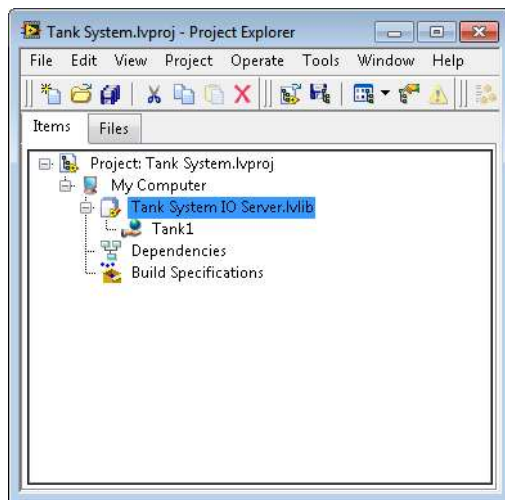 Tank System.lvproj - Project Explorer
File Edit View Project Operate Tools Window Help
Items Files
Project: Tank System.lvproj
My Computer
Tank System IO Server.lvlib
Tank1
Dependencies
Build Specifications